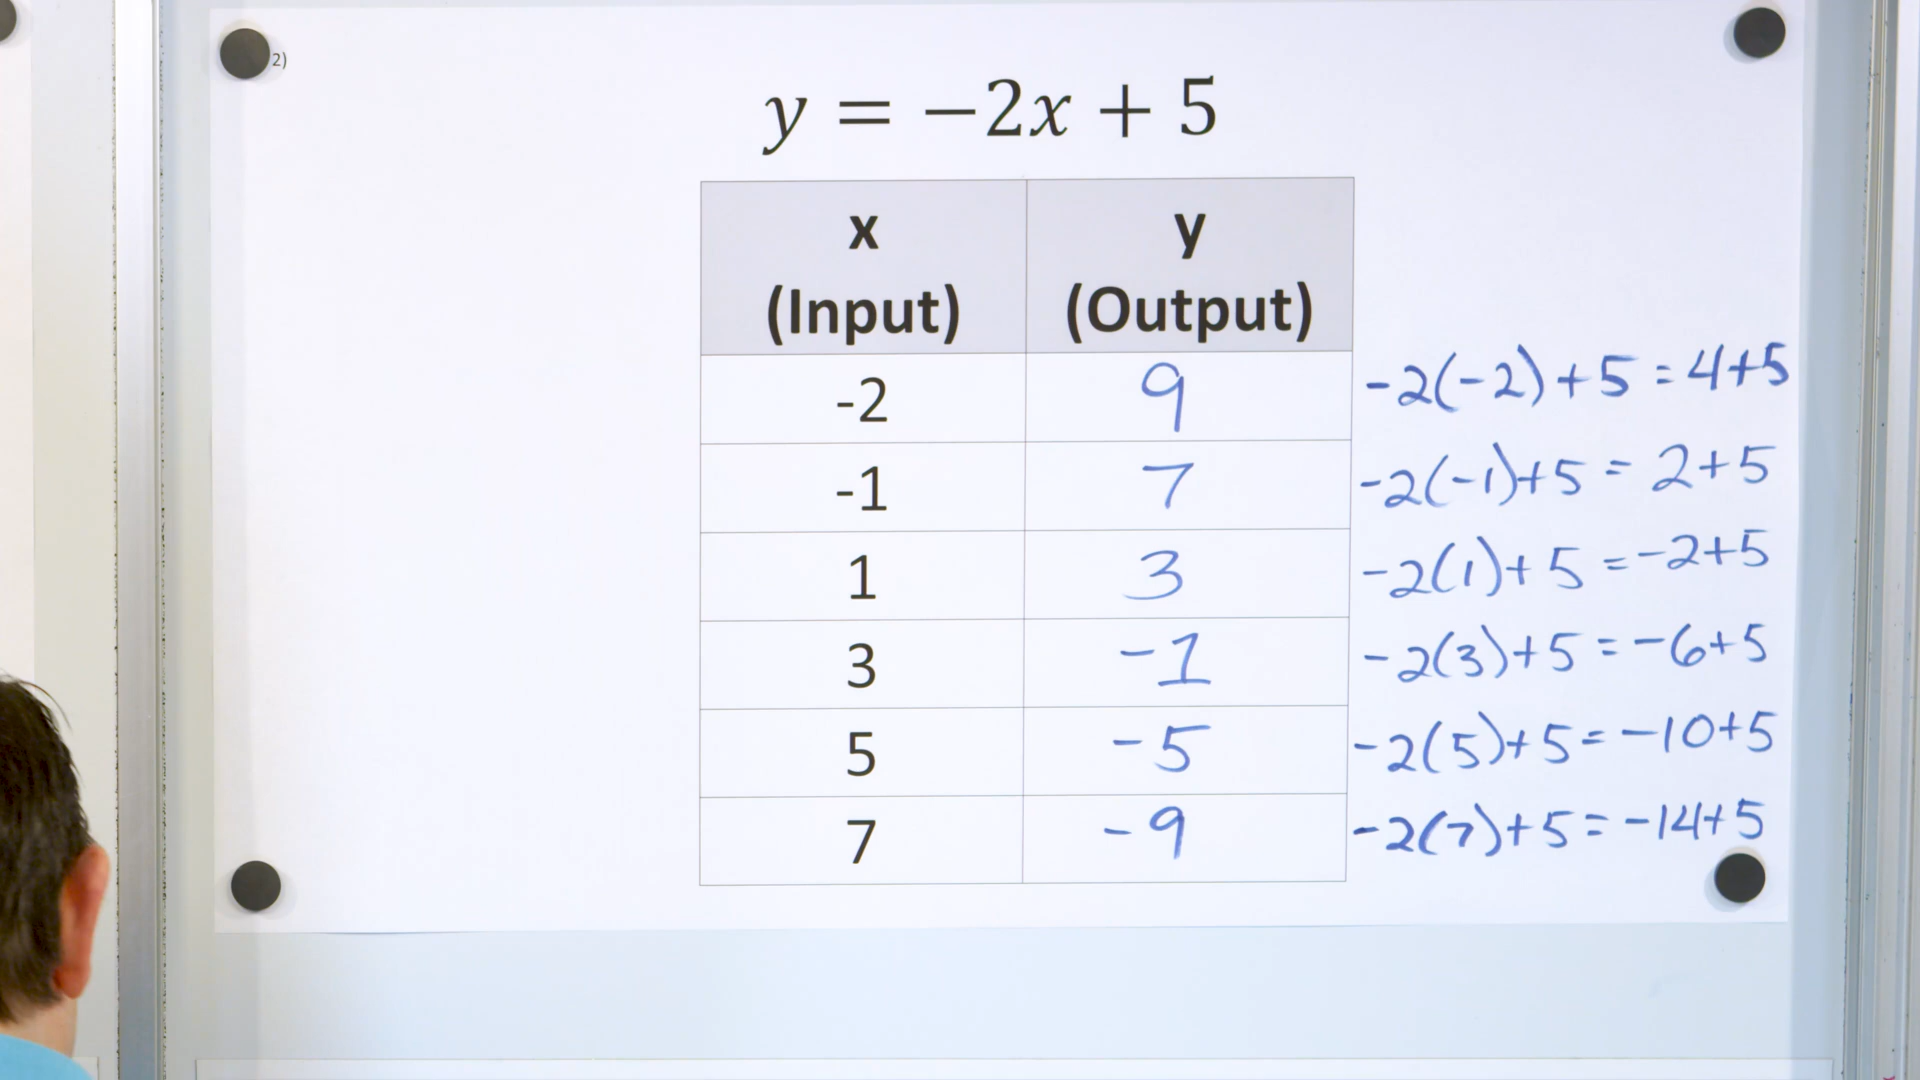 2)
y = −2x + 5
x (Input) y (Output)
-2 9 -2(-2)+5 = 4+5
-1 7 -2(-1)+5 = 2+5
1 3 -2(1)+5 = -2+5
3 -1 -2(3)+5 = -6+5
5 -5 -2(5)+5 = -10+5
7 -9 -2(7)+5 = -14+5